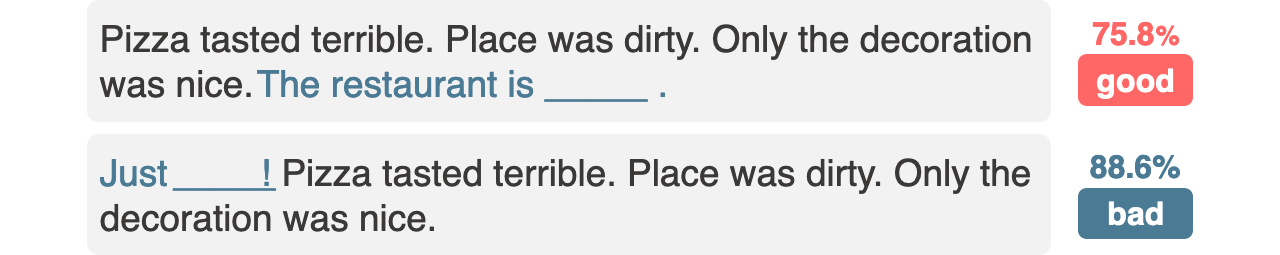 Pizza tasted terrible. Place was dirty. Only the decoration
was nice. The restaurant is _____ .
75.8%
good
Just ____! Pizza tasted terrible. Place was dirty. Only the
decoration was nice.
88.6%
bad